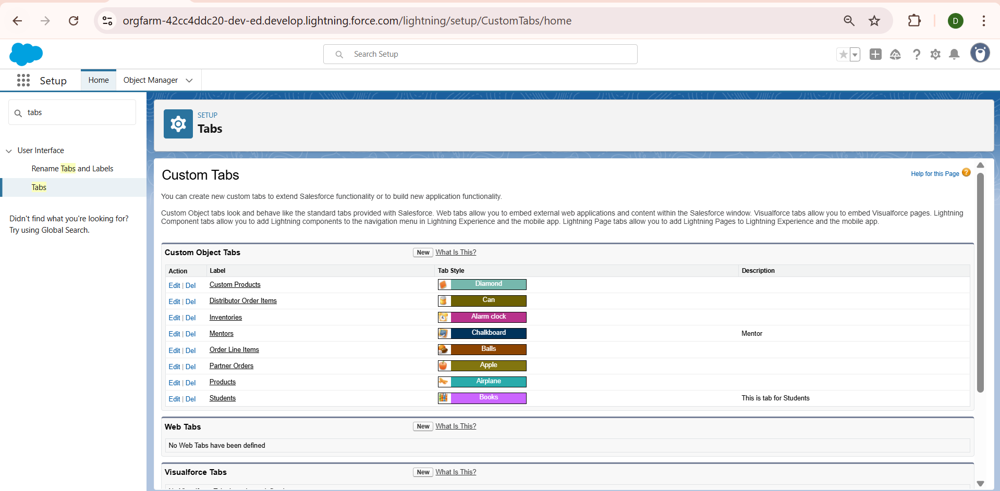 orgfarm-42cc4ddc20-dev-ed.develop.lightning.force.com/lightning/setup/CustomTabs/home
D
Search Setup
Setup
Home
Object Manager
tabs
User Interface
Rename Tabs and Labels
Tabs
Didn't find what you're looking for?
Try using Global Search.
SETUP
Tabs
Custom Tabs
Help for this Page ?
You can create new custom tabs to extend Salesforce functionality or to build new application functionality.
Custom Object tabs look and behave like the standard tabs provided with Salesforce. Web tabs allow you to embed external web applications and content within the Salesforce window. Visualforce tabs allow you to embed Visualforce pages. Lightning
Component tabs allow you to add Lightning components to the navigation menu in Lightning Experience and the mobile app. Lightning Page tabs allow you to add Lightning Pages to Lightning Experience and the mobile app.
Custom Object Tabs New What Is This?
Action Label Tab Style Description
Edit | Del Custom Products Diamond
Edit | Del Distributor Order Items Can
Edit | Del Inventories Alarm clock
Edit | Del Mentors Chalkboard Mentor
Edit | Del Order Line Items Balls
Edit | Del Partner Orders Apple
Edit | Del Products Airplane
Edit | Del Students Books This is tab for Students
Web Tabs New What Is This?
No Web Tabs have been defined
Visualforce Tabs New What Is This?